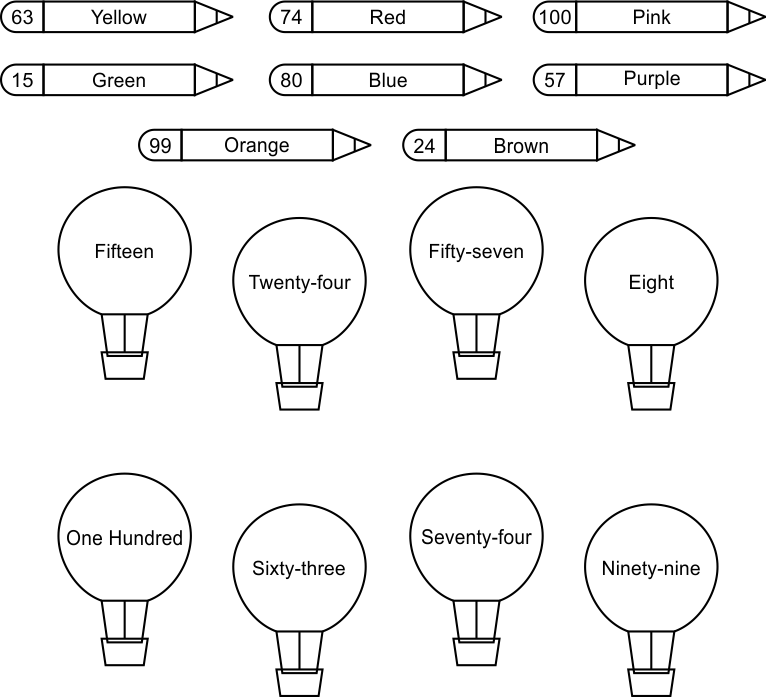 63 Yellow
74 Red
100 Pink
15 Green
80 Blue
57 Purple
99 Orange
24 Brown
Fifteen
Twenty-four
Fifty-seven
Eight
One Hundred
Sixty-three
Seventy-four
Ninety-nine